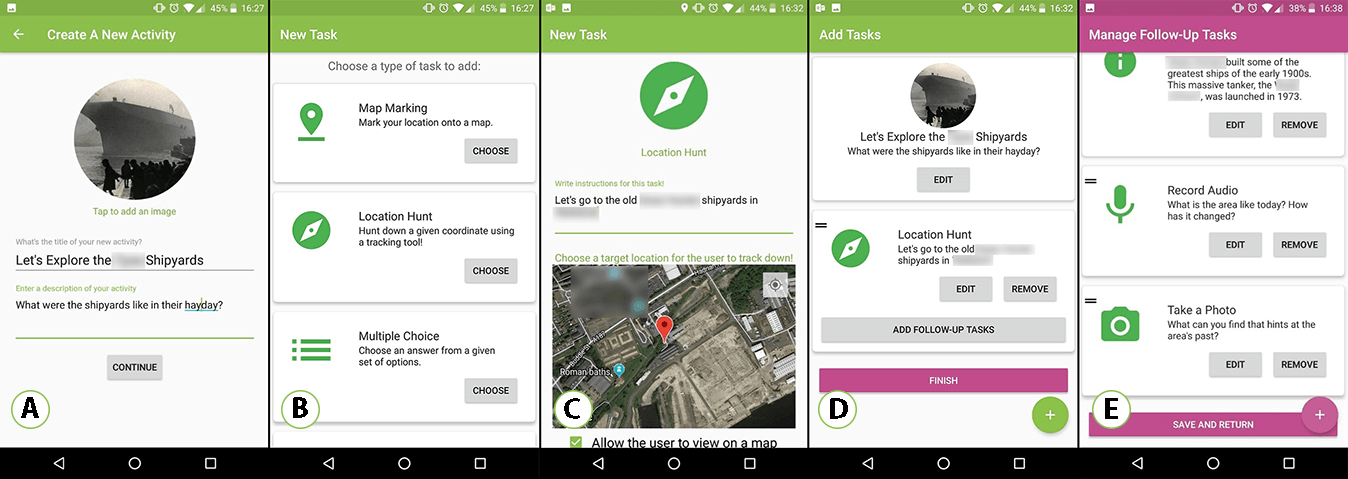 45% 16:27
Create A New Activity
Tap to add an image
What's the title of your new activity?
Let's Explore the Shipyards
Enter a description of your activity
What were the shipyards like in their hayday?
CONTINUE
A
45% 16:27
New Task
Choose a type of task to add:
Map Marking
Mark your location onto a map.
CHOOSE
Location Hunt
Hunt down a given coordinate using
a tracking tool!
CHOOSE
Multiple Choice
Choose an answer from a given
set of options.
CHOOSE
B
44% 16:32
New Task
Location Hunt
Write instructions for this task!
Let's go to the old shipyards in
Choose a target location for the user to track down!
Roman baths
Allow the user to view on a map
C
44% 16:32
Add Tasks
Let's Explore the Shipyards
What were the shipyards like in their hayday?
EDIT
Location Hunt
Let's go to the old
shipyards in
EDIT REMOVE
ADD FOLLOW-UP TASKS
FINISH
+
D
38% 16:38
Manage Follow-Up Tasks
built some of the
greatest ships of the early 1900s.
This massive tanker, the
, was launched in 1973.
EDIT REMOVE
Record Audio
What is the area like today? How
has it changed?
EDIT REMOVE
Take a Photo
What can you find that hints at the
area's past?
EDIT REMOVE
+
SAVE AND RETURN
E